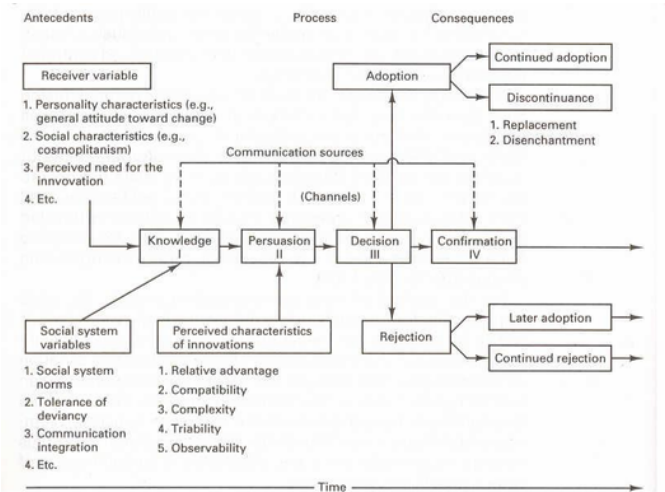 Antecedents
Process
Consequences
Receiver variable
1. Personality characteristics (e.g.,
general attitude toward change)
2. Social characteristics (e.g.,
cosmoplitanism)
3. Perceived need for the
innvovation
4. Etc.
Adoption
Continued adoption
Discontinuance
1. Replacement
2. Disenchantment
Communication sources
(Channels)
Knowledge
I
Persuasion
II
Decision
III
Confirmation
IV
Social system
variables
1. Social system
norms
2. Tolerance of
deviancy
3. Communication
integration
4. Etc.
Perceived characteristics
of innovations
1. Relative advantage
2. Compatibility
3. Complexity
4. Triability
5. Observability
Rejection
Later adoption
Continued rejection
Time